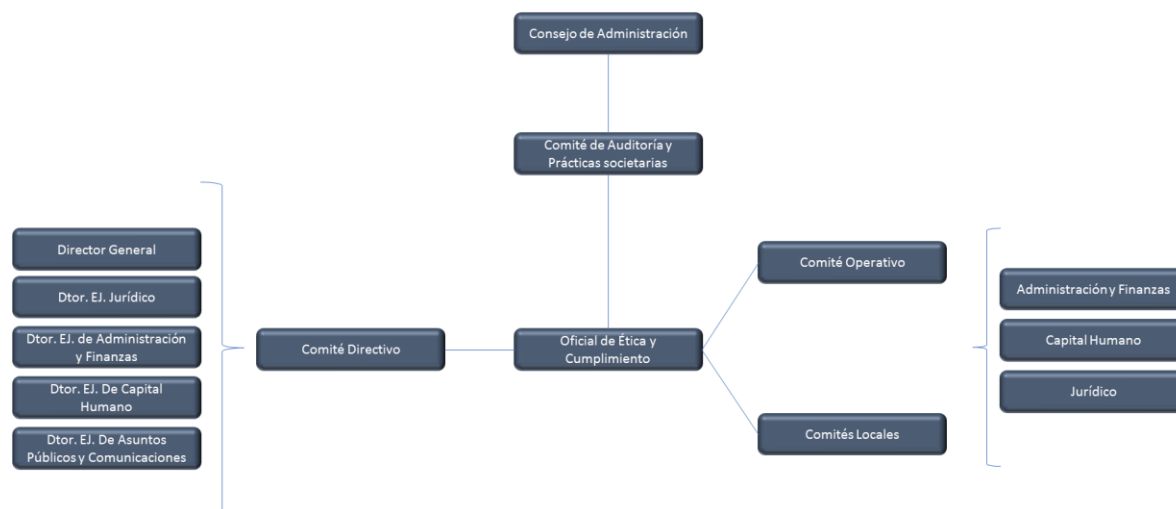 Consejo de Administración
Comité de Auditoría y
Prácticas societarias
Director General
Dtor. EJ. Jurídico
Dtor. EJ. de Administración
y Finanzas
Dtor. EJ. De Capital
Humano
Dtor. EJ. De Asuntos
Públicos y Comunicaciones
Comité Directivo
Oficial de Ética y
Cumplimiento
Comité Operativo
Comités Locales
Administración y Finanzas
Capital Humano
Jurídico